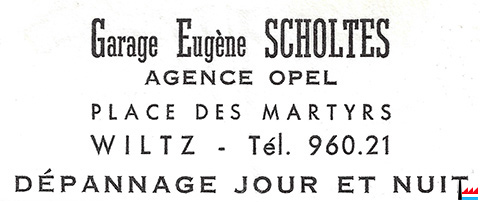 Garage Eugène SCHOLTES
AGENCE OPEL
PLACE DES MARTYRS
WILTZ - Tél. 960.21
DÉPANNAGE JOUR ET NUIT